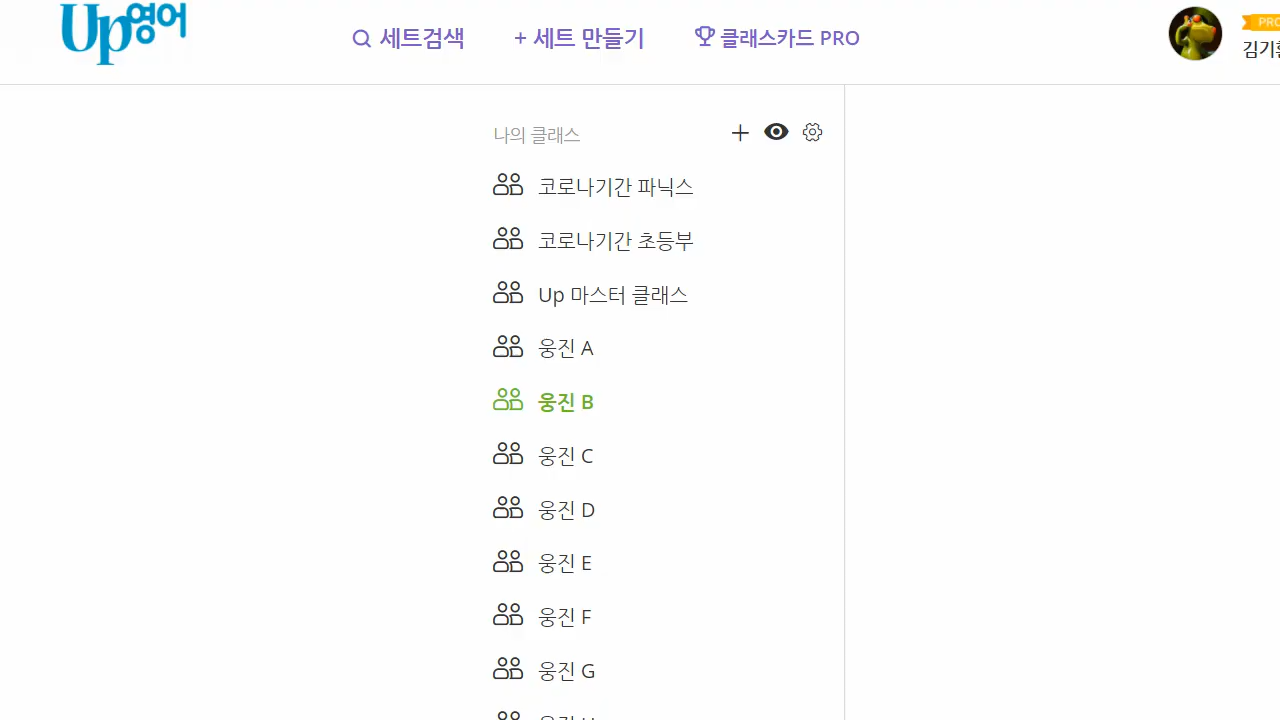 Up영어
세트검색
+ 세트 만들기
클래스카드 PRO
PRO
나의 클래스
코로나기간 파닉스
코로나기간 초등부
Up 마스터 클래스
웅진 A
웅진 B
웅진 C
웅진 D
웅진 E
웅진 F
웅진 G